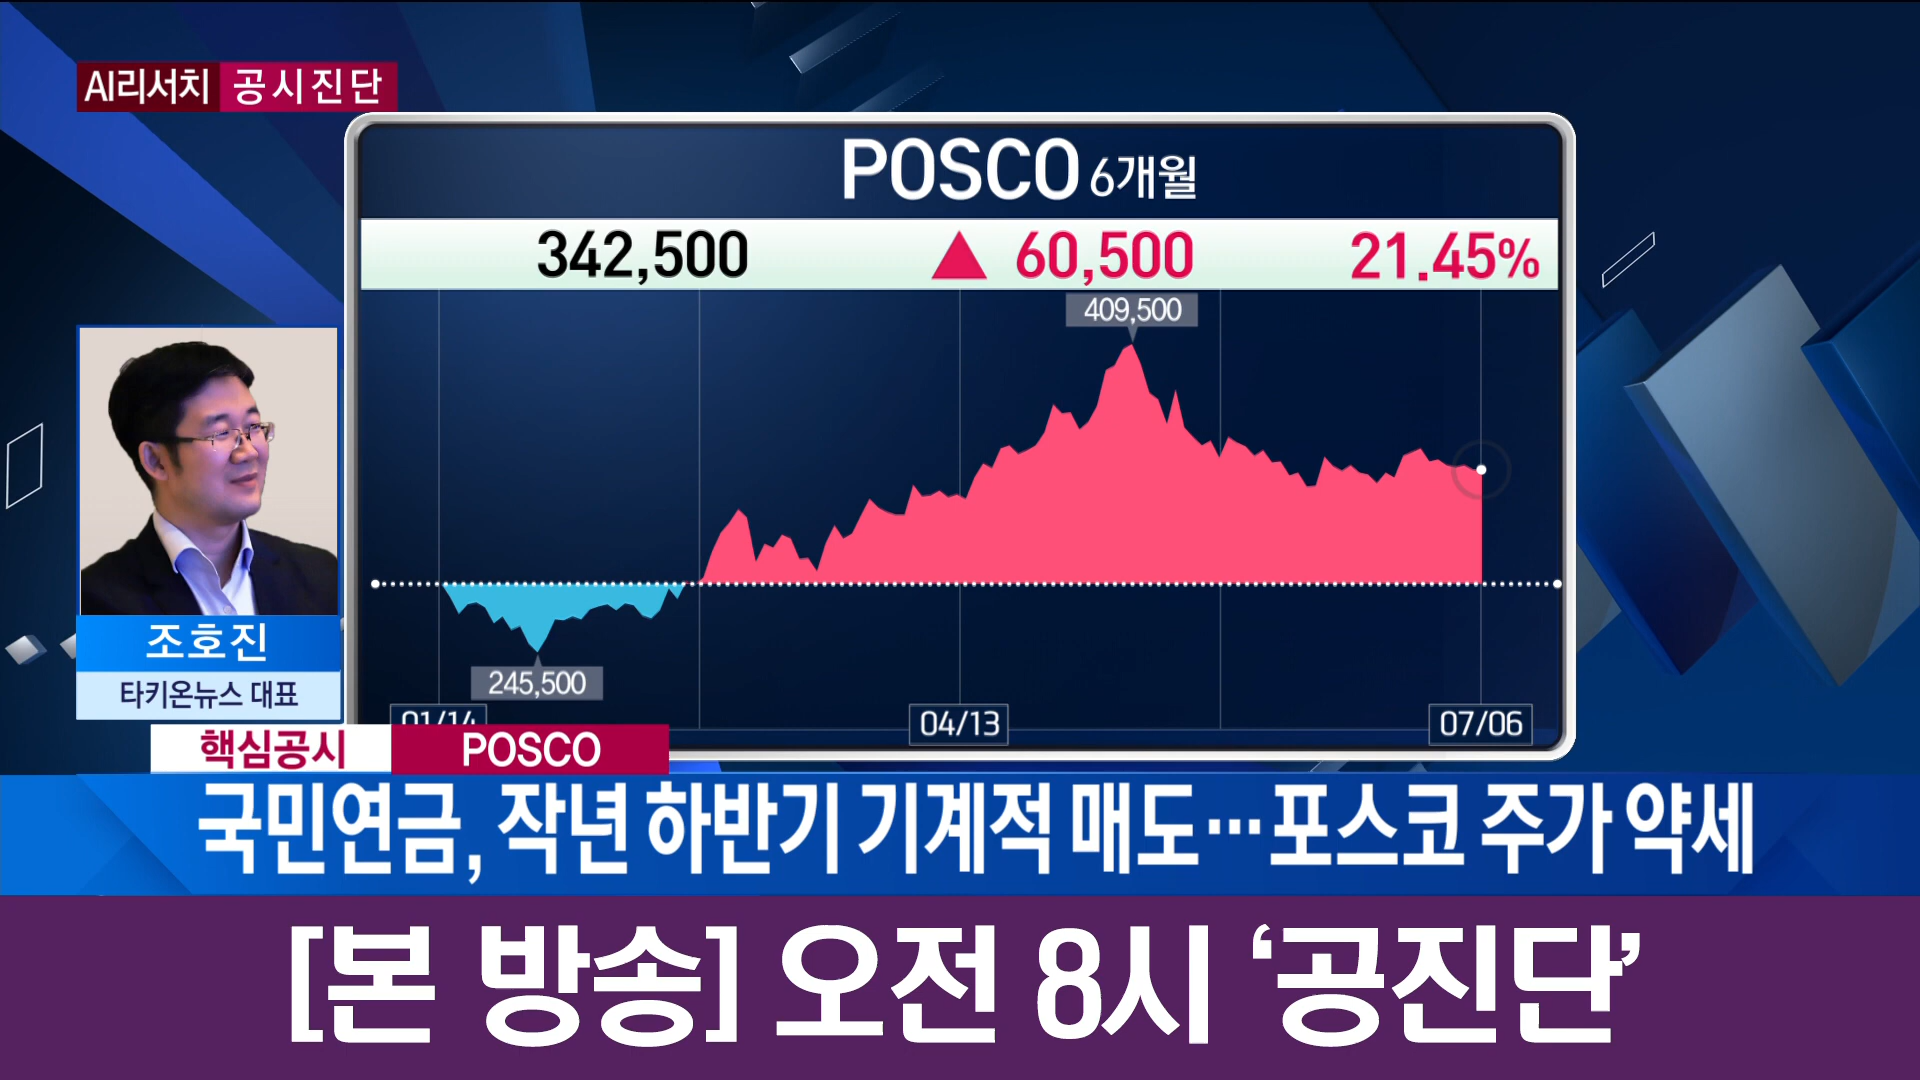 AI리서치 공시진단
POSCO 6개월
342,500 ▲ 60,500 21.45%
409,500
245,500
01/14 04/13 07/06
조호진
타키온뉴스 대표
핵심공시 POSCO
국민연금, 작년 하반기 기계적 매도…포스코 주가 약세
[본 방송] 오전 8시 ‘공진단’